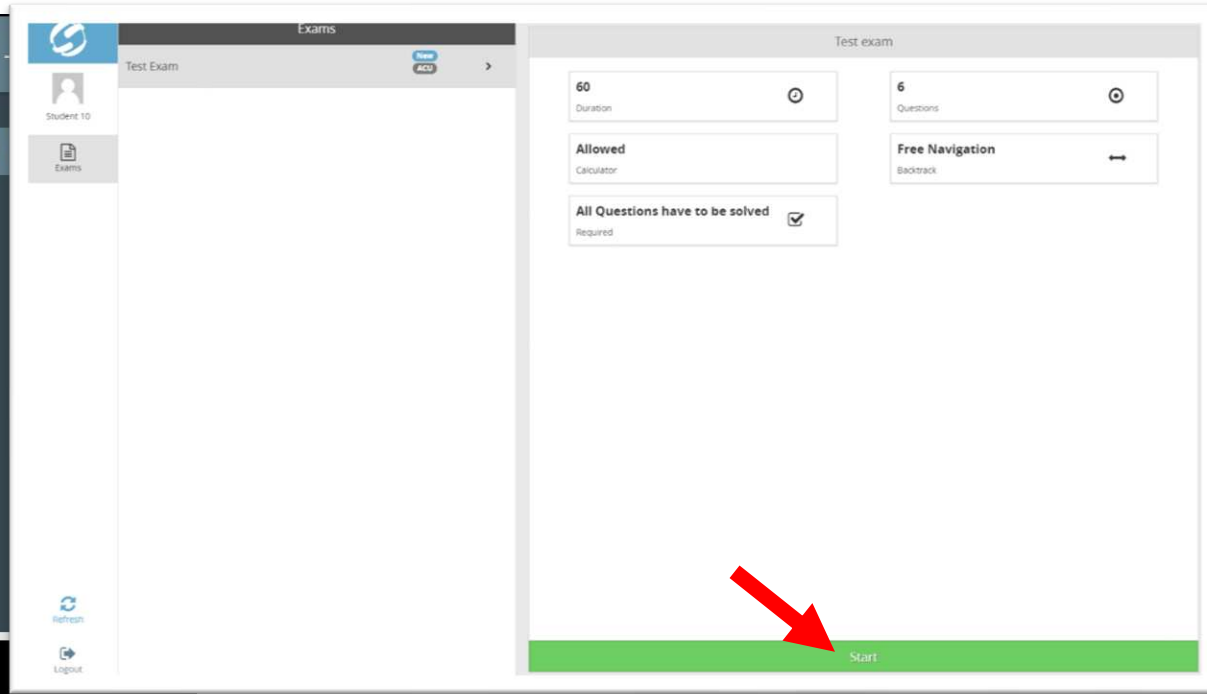 Exams
Test Exam
New
ACU
Student 10
Exams
Refresh
Logout
Test exam
60
Duration
6
Questions
Allowed
Calculator
Free Navigation
Backtrack
All Questions have to be solved
Required
Start